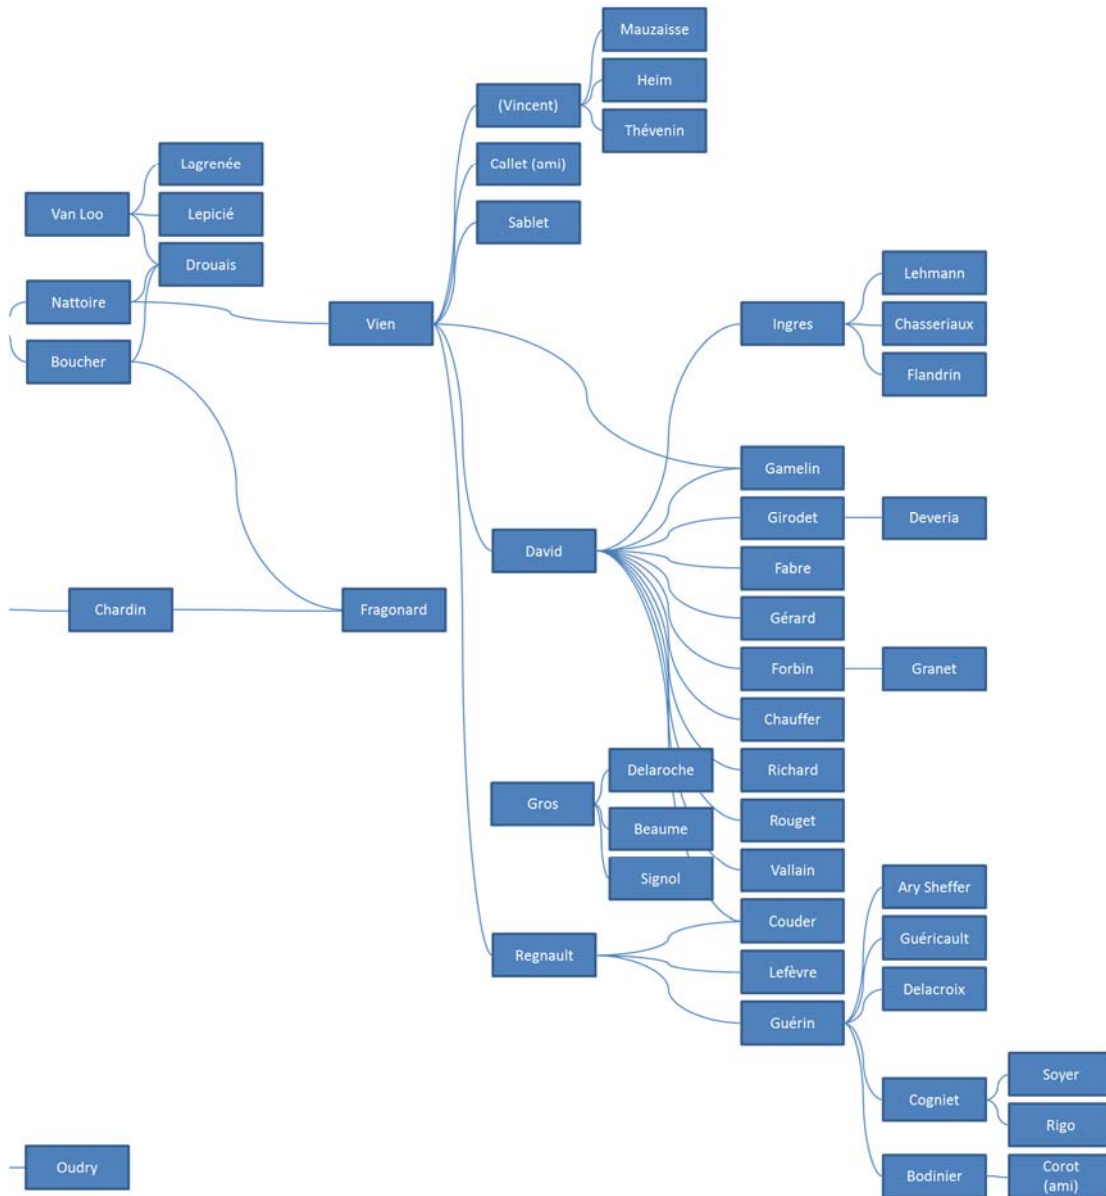 Mauzaisse
Heim
(Vincent)
Thévenin
Lagrenée
Callet (ami)
Van Loo
Lepicié
Sablet
Drouais
Lehmann
Nattoire
Vien
Ingres
Chasseriaux
Boucher
Flandrin
Gamelin
Girodet
Deveria
David
Fabre
Chardin
Fragonard
Gérard
Forbin
Granet
Chauffer
Delaroche
Richard
Gros
Rouget
Beaume
Vallain
Signol
Ary Sheffer
Couder
Guéricault
Regnault
Lefèvre
Delacroix
Guérin
Soyer
Cogniet
Rigo
Oudry
Bodinier
Corot
(ami)